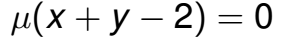 μ(x + y − 2) = 0